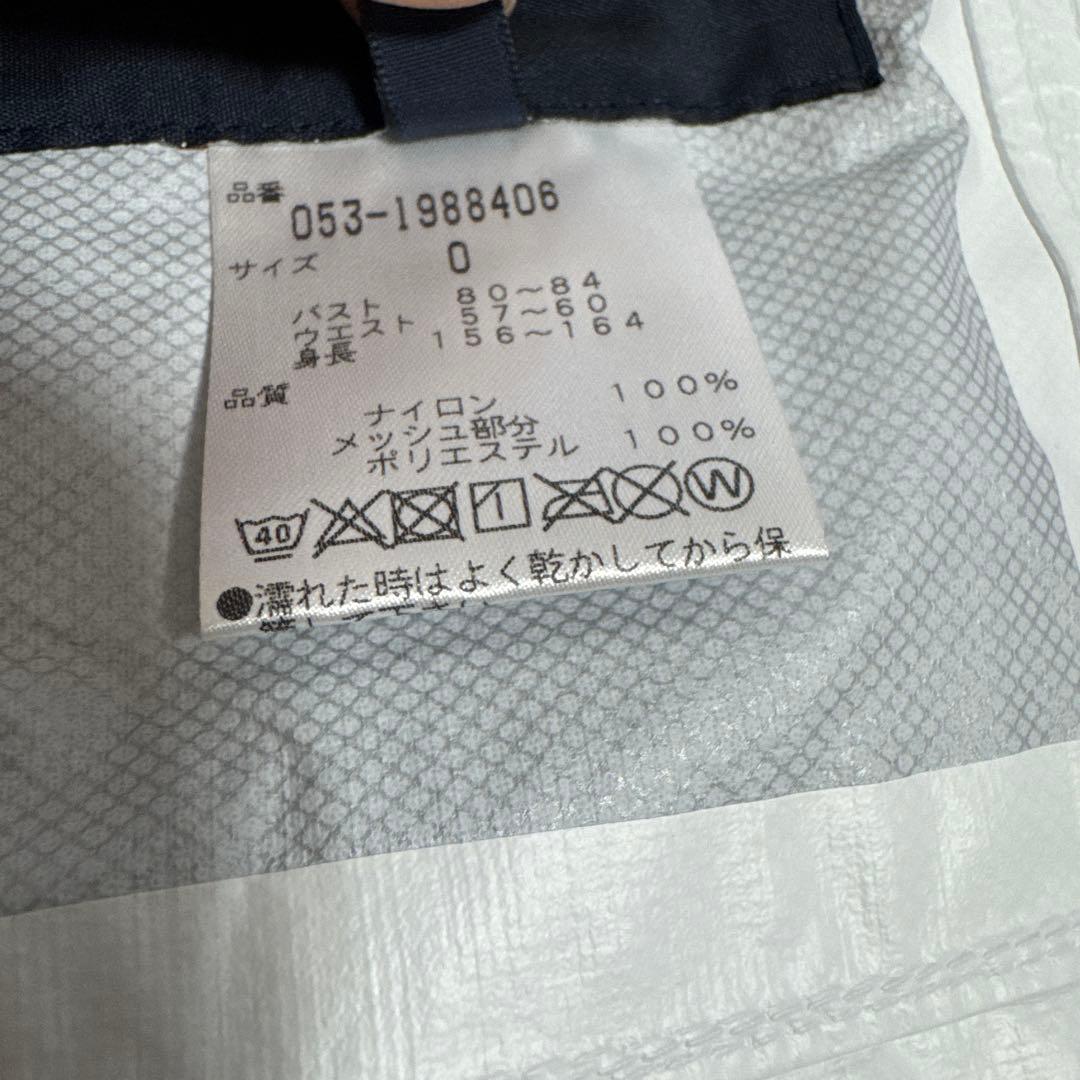 品番
053-1988406
サイズ 0
バスト 80~84
ウエスト 57~60
身長 156~164
品質
ナイロン 100%
メッシュ部分
ポリエステル 100%
40 1 W
●濡れた時はよく乾かしてから保